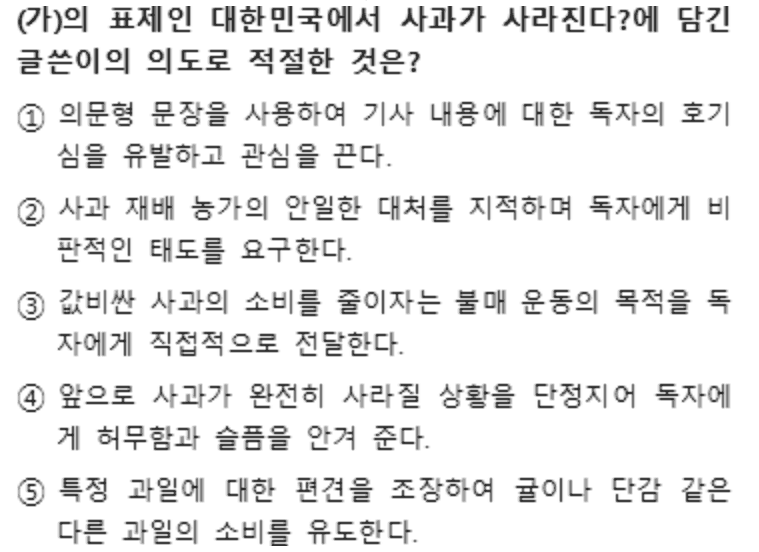 (가)의 표제인 대한민국에서 사과가 사라진다?에 담긴
글쓴이의 의도로 적절한 것은?
① 의문형 문장을 사용하여 기사 내용에 대한 독자의 호기
심을 유발하고 관심을 끈다.
② 사과 재배 농가의 안일한 대처를 지적하며 독자에게 비
판적인 태도를 요구한다.
③ 값비싼 사과의 소비를 줄이자는 불매 운동의 목적을 독
자에게 직접적으로 전달한다.
④ 앞으로 사과가 완전히 사라질 상황을 단정지어 독자에
게 허무함과 슬픔을 안겨 준다.
⑤ 특정 과일에 대한 편견을 조장하여 귤이나 단감 같은
다른 과일의 소비를 유도한다.